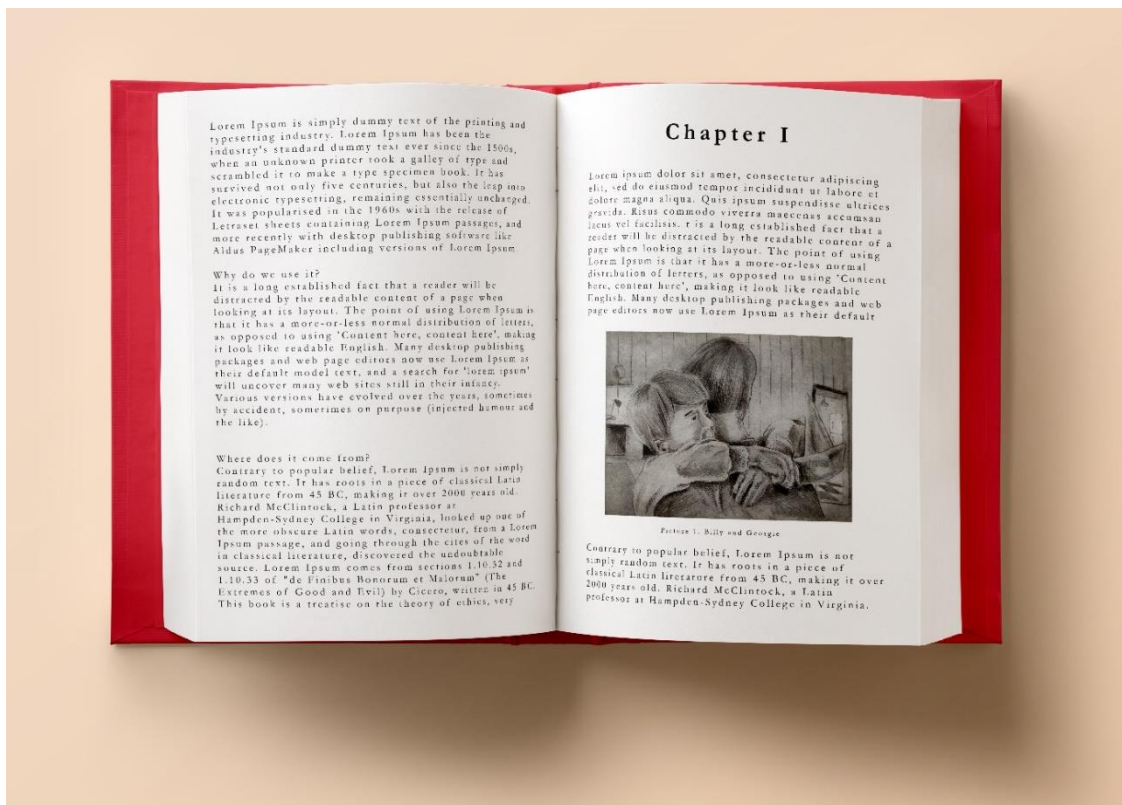 Lorem Ipsum is simply dummy text of the printing and
typesetting industry. Lorem Ipsum has been the
industry's standard dummy text ever since the 1500s,
when an unknown printer took a galley of type and
scrambled it to make a type specimen book. It has
survived not only five centuries, but also the leap into
electronic typesetting, remaining essentially unchanged.
It was popularised in the 1960s with the release of
Letraset sheets containing Lorem Ipsum passages, and
more recently with desktop publishing software like
Aldus PageMaker including versions of Lorem Ipsum.
Why do we use it?
It is a long established fact that a reader will be
distracted by the readable content of a page when
looking at its layout. The point of using Lorem Ipsum is
that it has a more-or-less normal distribution of letters,
as opposed to using 'Content here, content here', making
it look like readable English. Many desktop publishing
packages and web page editors now use Lorem Ipsum as
their default model text, and a search for 'lorem ipsum'
will uncover many web sites still in their infancy.
Various versions have evolved over the years, sometimes
by accident, sometimes on purpose (injected humour and
the like).
Where does it come from?
Contrary to popular belief, Lorem Ipsum is not simply
random text. It has roots in a piece of classical Latin
literature from 45 BC, making it over 2000 years old.
Richard McClintock, a Latin professor at
Hampden-Sydney College in Virginia, looked up one of
the more obscure Latin words, consectetur, from a Lorem
Ipsum passage, and going through the cites of the word
in classical literature, discovered the undoubtable
source. Lorem Ipsum comes from sections 1.10.32 and
1.10.33 of "de Finibus Bonorum et Malorum" (The
Extremes of Good and Evil) by Cicero, written in 45 BC.
This book is a treatise on the theory of ethics, very
Chapter I
Lorem ipsum dolor sit amet, consectetur adipiscing
elit, sed do eiusmod tempor incididunt ut labore et
dolore magna aliqua. Quis ipsum suspendisse ultrices
gravida. Risus commodo viverra maecenas accumsan
lacus vel facilisis. t is a long established fact that a
reader will be distracted by the readable content of a
page when looking at its layout. The point of using
Lorem Ipsum is that it has a more-or-less normal
distribution of letters, as opposed to using 'Content
here, content here', making it look like readable
English. Many desktop publishing packages and web
page editors now use Lorem Ipsum as their default
Picture 1. Billy and Georgie
Contrary to popular belief, Lorem Ipsum is not
simply random text. It has roots in a piece of
classical Latin literature from 45 BC, making it over
2000 years old. Richard McClintock, a Latin
professor at Hampden-Sydney College in Virginia.